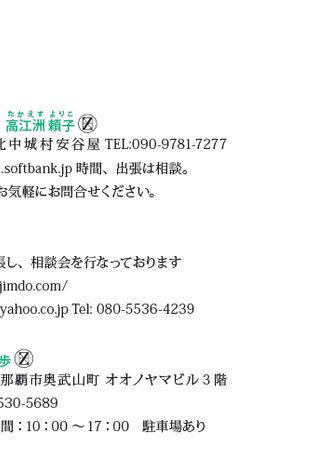 たかえす よりこ
高江洲 頼子
北中城村安谷屋 TEL:090-9781-7277
.softbank.jp 時間、出張は相談。
お気軽にお問合せください。
張し、相談会を行なっております
jimdo.com/
yahoo.co.jp Tel: 080-5536-4239
歩
那覇市奥武山町 オオノヤマビル3階
530-5689
間：10：00 ～ 17：00　駐車場あり